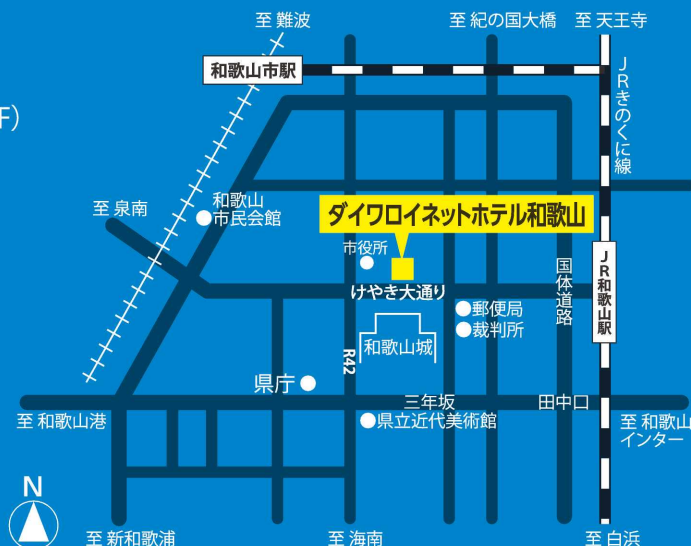 至 難波
至 紀の国大橋
至 天王寺
和歌山市駅
JRきのくに線
F)
至 泉南
和歌山
市民会館
ダイワロイネットホテル和歌山
市役所
けやき大通り
国体道路
JR和歌山駅
郵便局
裁判所
和歌山城
R42
県庁
三年坂
田中口
至 和歌山港
県立近代美術館
至 和歌山
インター
N
至 新和歌浦
至 海南
至 白浜